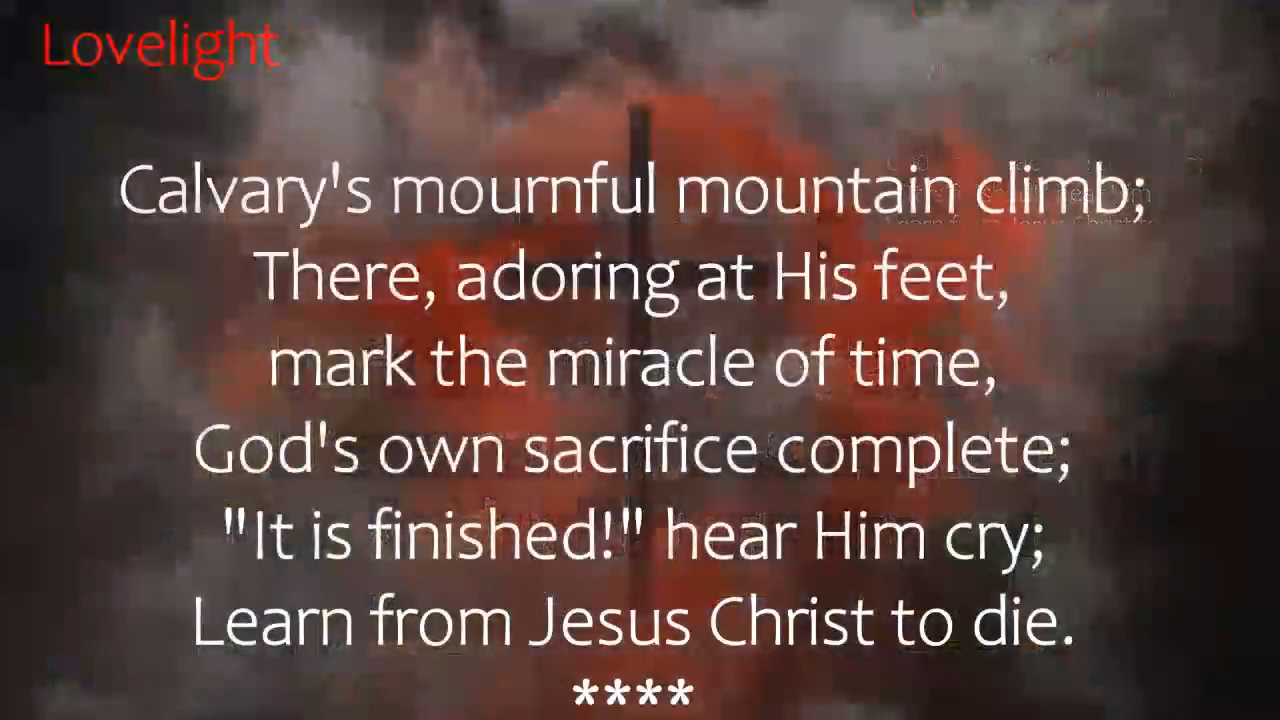 Lovelight
Calvary's mournful mountain climb;
There, adoring at His feet,
mark the miracle of time,
God's own sacrifice complete;
"It is finished!" hear Him cry;
Learn from Jesus Christ to die.
****